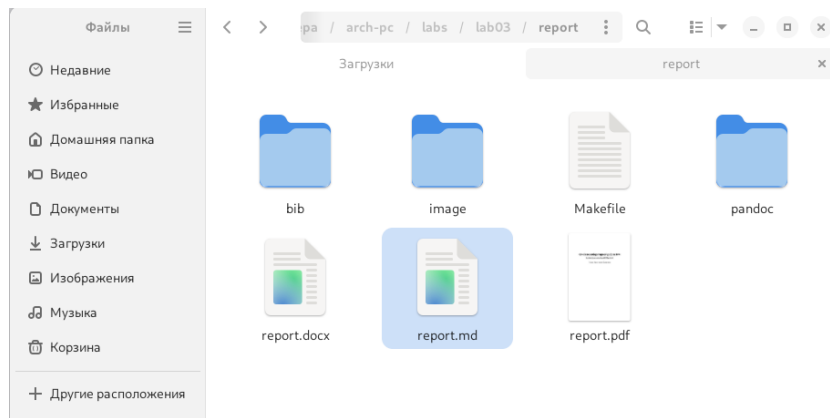 Файлы
ера / arch-pc / labs / lab03 / report
Загрузки
report
Недавние
Избранные
Домашняя папка
Видео
Документы
Загрузки
Изображения
Музыка
Корзина
Другие расположения
bib
image
Makefile
pandoc
report.docx
report.md
report.pdf